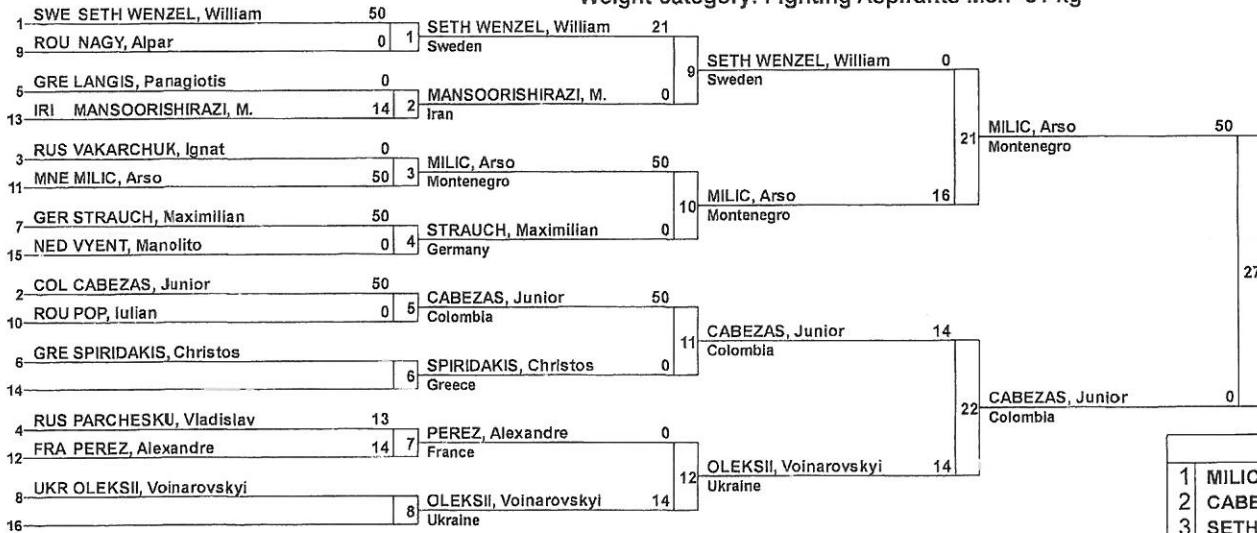 SWE SETH WENZEL, William 50
1
ROU NAGY, Alpar 0
9
1
GRE LANGIS, Panagiotis 0
5
IRI MANSOORISHIRAZI, M. 14
13
2
RUS VAKARCHUK, Ignat 0
3
MNE MILIC, Arso 50
11
3
GER STRAUCH, Maximilian 50
7
NED VYENT, Manolito 0
15
4
COL CABEZAS, Junior 50
2
ROU POP, Iulian 0
10
5
GRE SPIRIDAKIS, Christos
6
14
6
RUS PARCHESKU, Vladislav 13
4
FRA PEREZ, Alexandre 14
12
7
UKR OLEKSII, Voinarovskyi
8
16
8
SETH WENZEL, William 21
Sweden
MANSOORISHIRAZI, M. 0
Iran
9
MILIC, Arso 50
Montenegro
STRAUCH, Maximilian 0
Germany
10
CABEZAS, Junior 50
Colombia
SPIRIDAKIS, Christos 0
Greece
11
PEREZ, Alexandre 0
France
OLEKSII, Voinarovskyi 14
Ukraine
12
SETH WENZEL, William 0
Sweden
MILIC, Arso 16
Montenegro
21
CABEZAS, Junior 14
Colombia
OLEKSII, Voinarovskyi 14
Ukraine
22
MILIC, Arso 50
Montenegro
CABEZAS, Junior 0
Colombia
27
1 MILIC
2 CABE
3 SETH